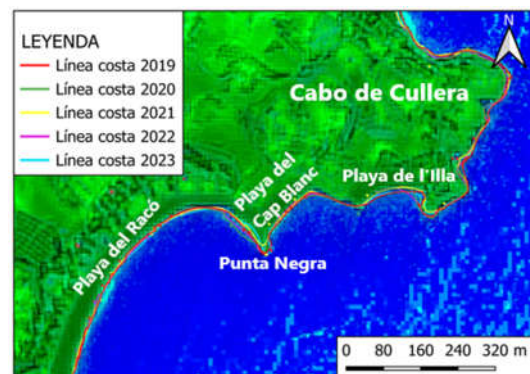 LEYENDA
Línea costa 2019
Línea costa 2020
Línea costa 2021
Línea costa 2022
Línea costa 2023
N
Cabo de Cullera
Playa de l'Illa
Playa del
Cap Blanc
Playa del Racó
Punta Negra
0 80 160 240 320 m